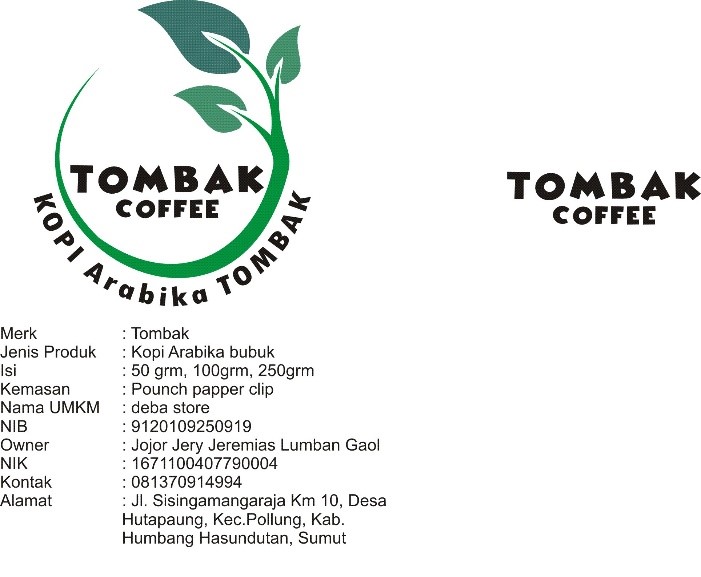 TOMBAK
COFFEE
KOPI Arabika TOMBAK
TOMBAK
COFFEE
Merk : Tombak
Jenis Produk : Kopi Arabika bubuk
Isi : 50 grm, 100grm, 250grm
Kemasan : Pounch papper clip
Nama UMKM : deba store
NIB : 9120109250919
Owner : Jojor Jery Jeremias Lumban Gaol
NIK : 1671100407790004
Kontak : 081370914994
Alamat : Jl. Sisingamangaraja Km 10, Desa
Hutapaung, Kec.Pollung, Kab.
Humbang Hasundutan, Sumut